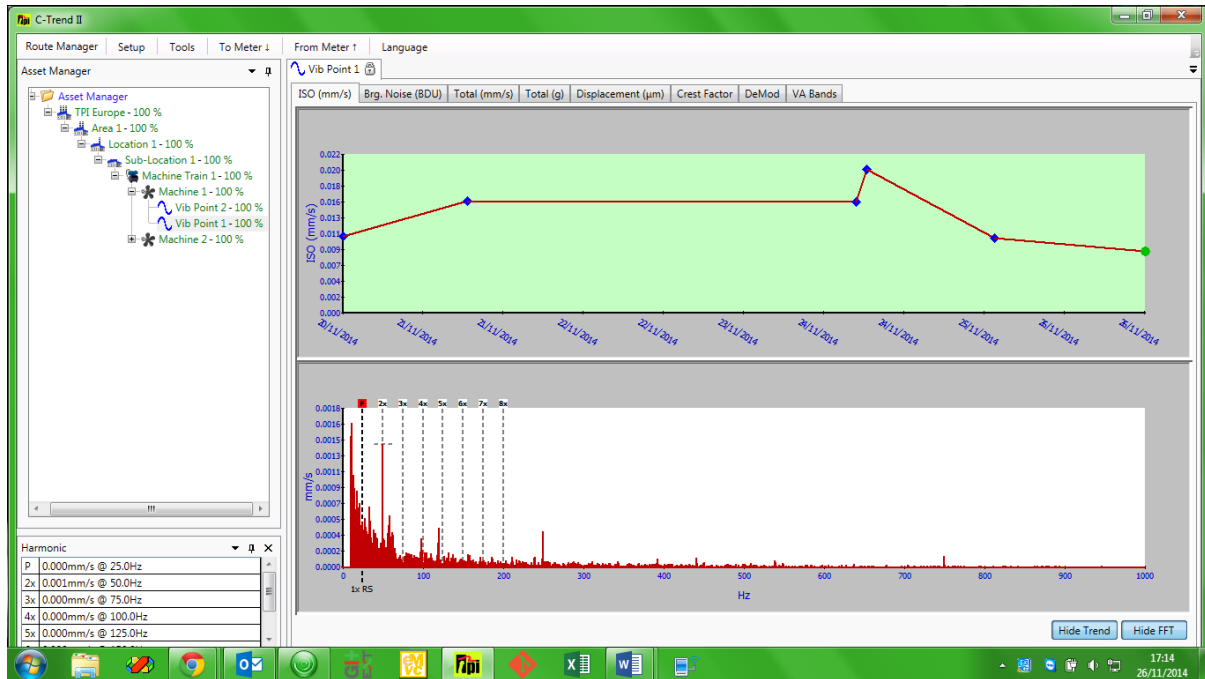 C-Trend II
Route Manager Setup Tools To Meter ↓ From Meter ↑ Language
Asset Manager
Asset Manager
TPI Europe - 100 %
Area 1 - 100 %
Location 1 - 100 %
Sub-Location 1 - 100 %
Machine Train 1 - 100 %
Machine 1 - 100 %
Vib Point 2 - 100 %
Vib Point 1 - 100 %
Machine 2 - 100 %
Harmonic
P 0.000mm/s @ 25.0Hz
2x 0.001mm/s @ 50.0Hz
3x 0.000mm/s @ 75.0Hz
4x 0.000mm/s @ 100.0Hz
5x 0.000mm/s @ 125.0Hz
Vib Point 1
ISO (mm/s) Brg. Noise (BDU) Total (mm/s) Total (g) Displacement (µm) Crest Factor DeMod VA Bands
ISO (mm/s)
0.022
0.020
0.018
0.016
0.013
0.011
0.009
0.007
0.004
0.002
0.000
20/11/2014 21/11/2014 21/11/2014 22/11/2014 22/11/2014 23/11/2014 24/11/2014 24/11/2014 25/11/2014 26/11/2014 26/11/2014
P 2x 3x 4x 5x 6x 7x 8x
mm/s
0.0018
0.0016
0.0015
0.0013
0.0011
0.0009
0.0007
0.0005
0.0004
0.0002
0.0000
0 100 200 300 400 500 600 700 800 900 1000
1x RS
Hz
Hide Trend Hide FFT
17:14
26/11/2014